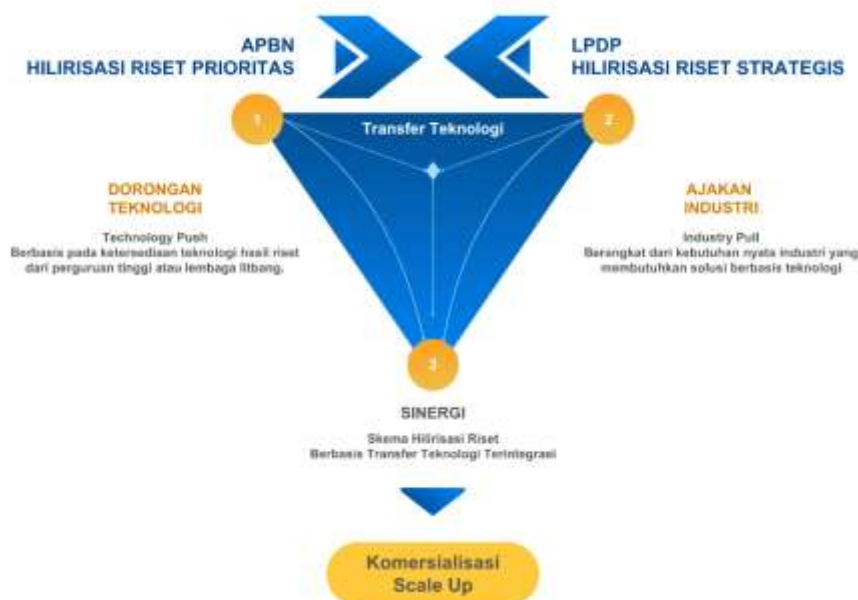 APBN
HILIRISASI RISET PRIORITAS
LPDP
HILIRISASI RISET STRATEGIS
1
Transfer Teknologi
2
DORONGAN
TEKNOLOGI
Technology Push
Berbasis pada ketersediaan teknologi hasil riset
dari perguruan tinggi atau lembaga litbang.
AJAKAN
INDUSTRI
Industry Pull
Berangkat dari kebutuhan nyata industri yang
membutuhkan solusi berbasis teknologi
3
SINERGI
Skema Hilirisasi Riset
Berbasis Transfer Teknologi Terintegrasi
Komersialisasi
Scale Up